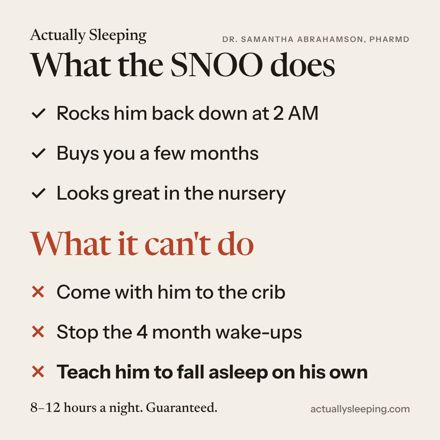 Actually Sleeping
DR. SAMANTHA ABRAHAMSON, PHARMD
What the SNOO does
✓ Rocks him back down at 2 AM
✓ Buys you a few months
✓ Looks great in the nursery
What it can't do
✕ Come with him to the crib
✕ Stop the 4 month wake-ups
✕ Teach him to fall asleep on his own
8–12 hours a night. Guaranteed.
actuallysleeping.com